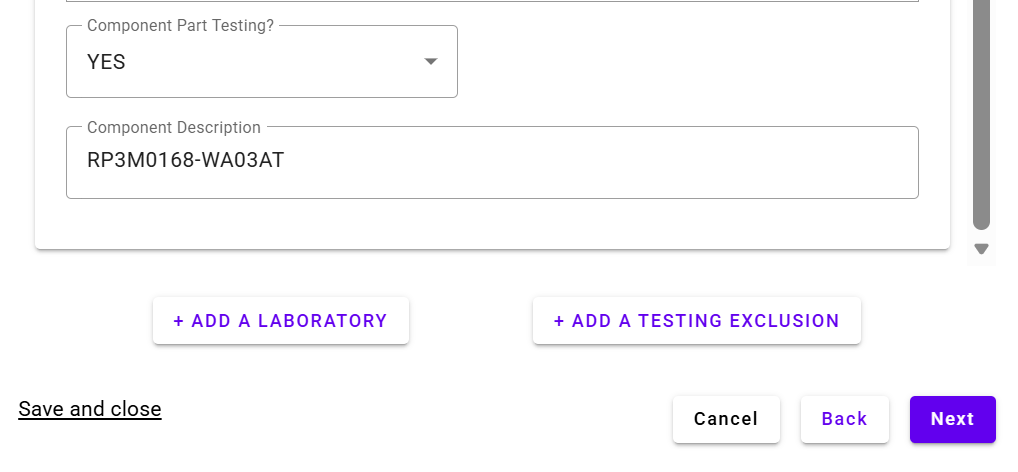 Component Part Testing?
YES
Component Description
RP3M0168-WA03AT
+ ADD A LABORATORY
+ ADD A TESTING EXCLUSION
Save and close
Cancel
Back
Next